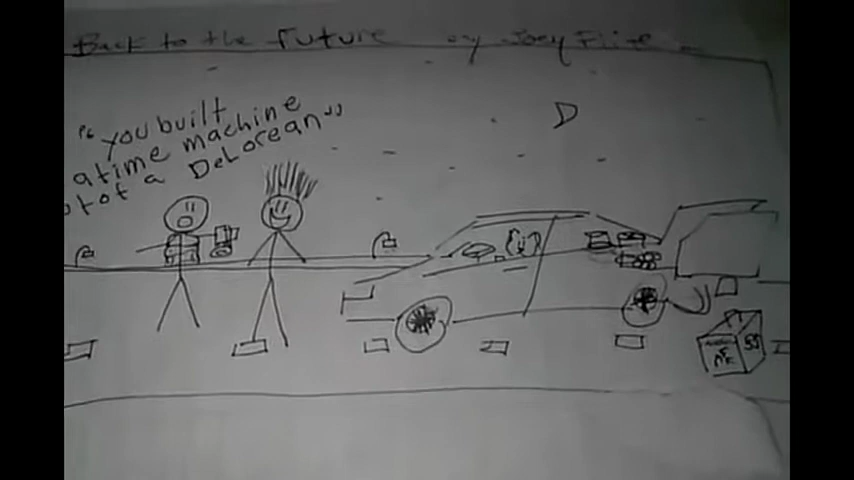 Back to the Future by Joey
"you built
a time machine
out of a DeLorean"